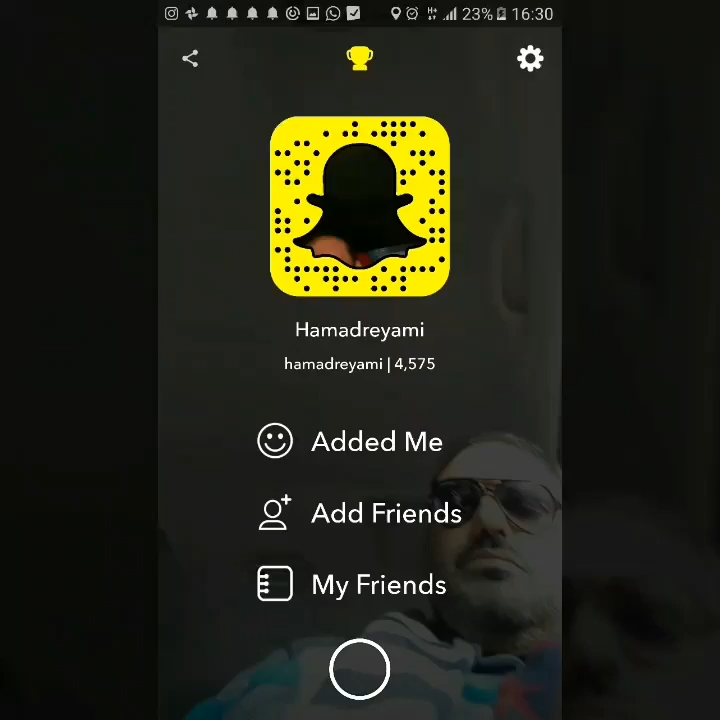 H+ 23% 16:30
Hamadreyami
hamadreyami | 4,575
Added Me
Add Friends
My Friends